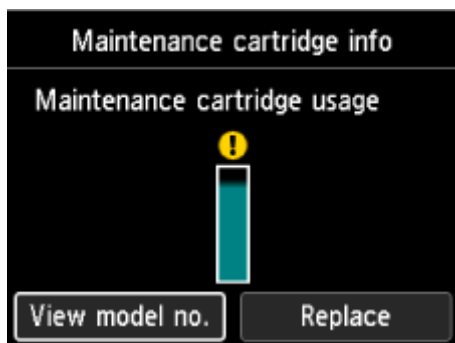 Maintenance cartridge info
Maintenance cartridge usage
!
View model no.
Replace